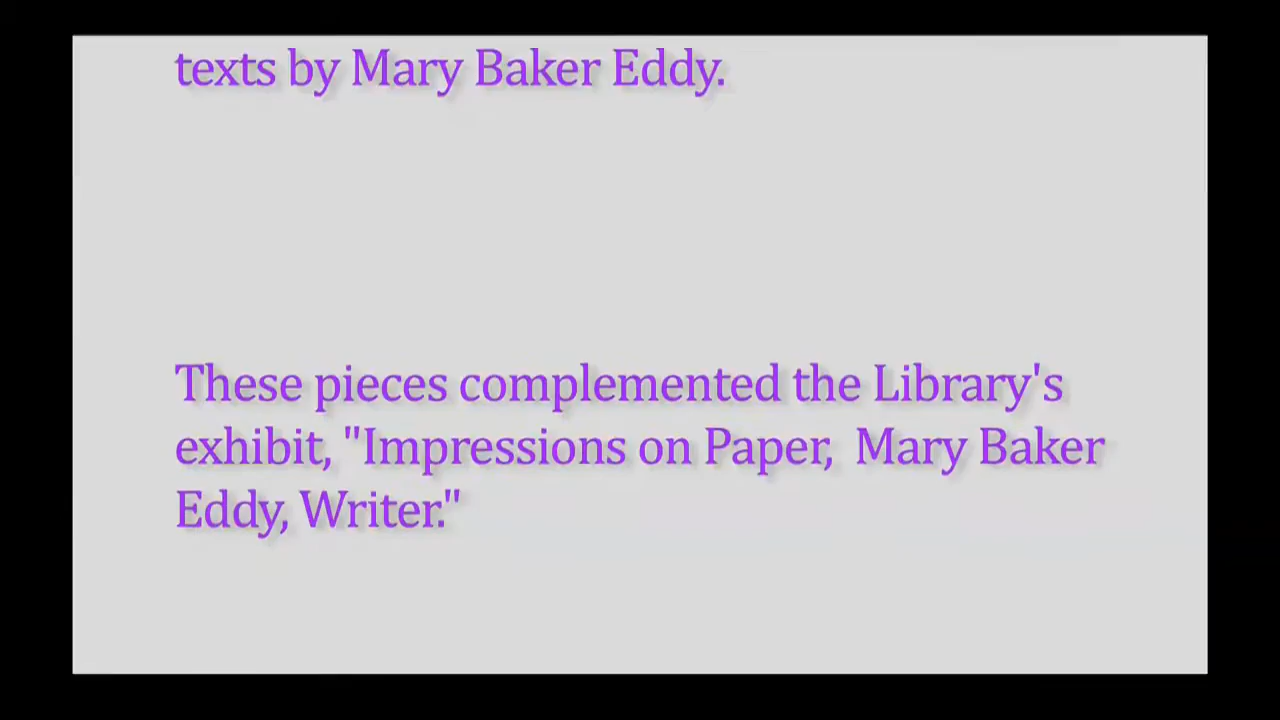 texts by Mary Baker Eddy.
These pieces complemented the Library's
exhibit, "Impressions on Paper,  Mary Baker
Eddy, Writer."